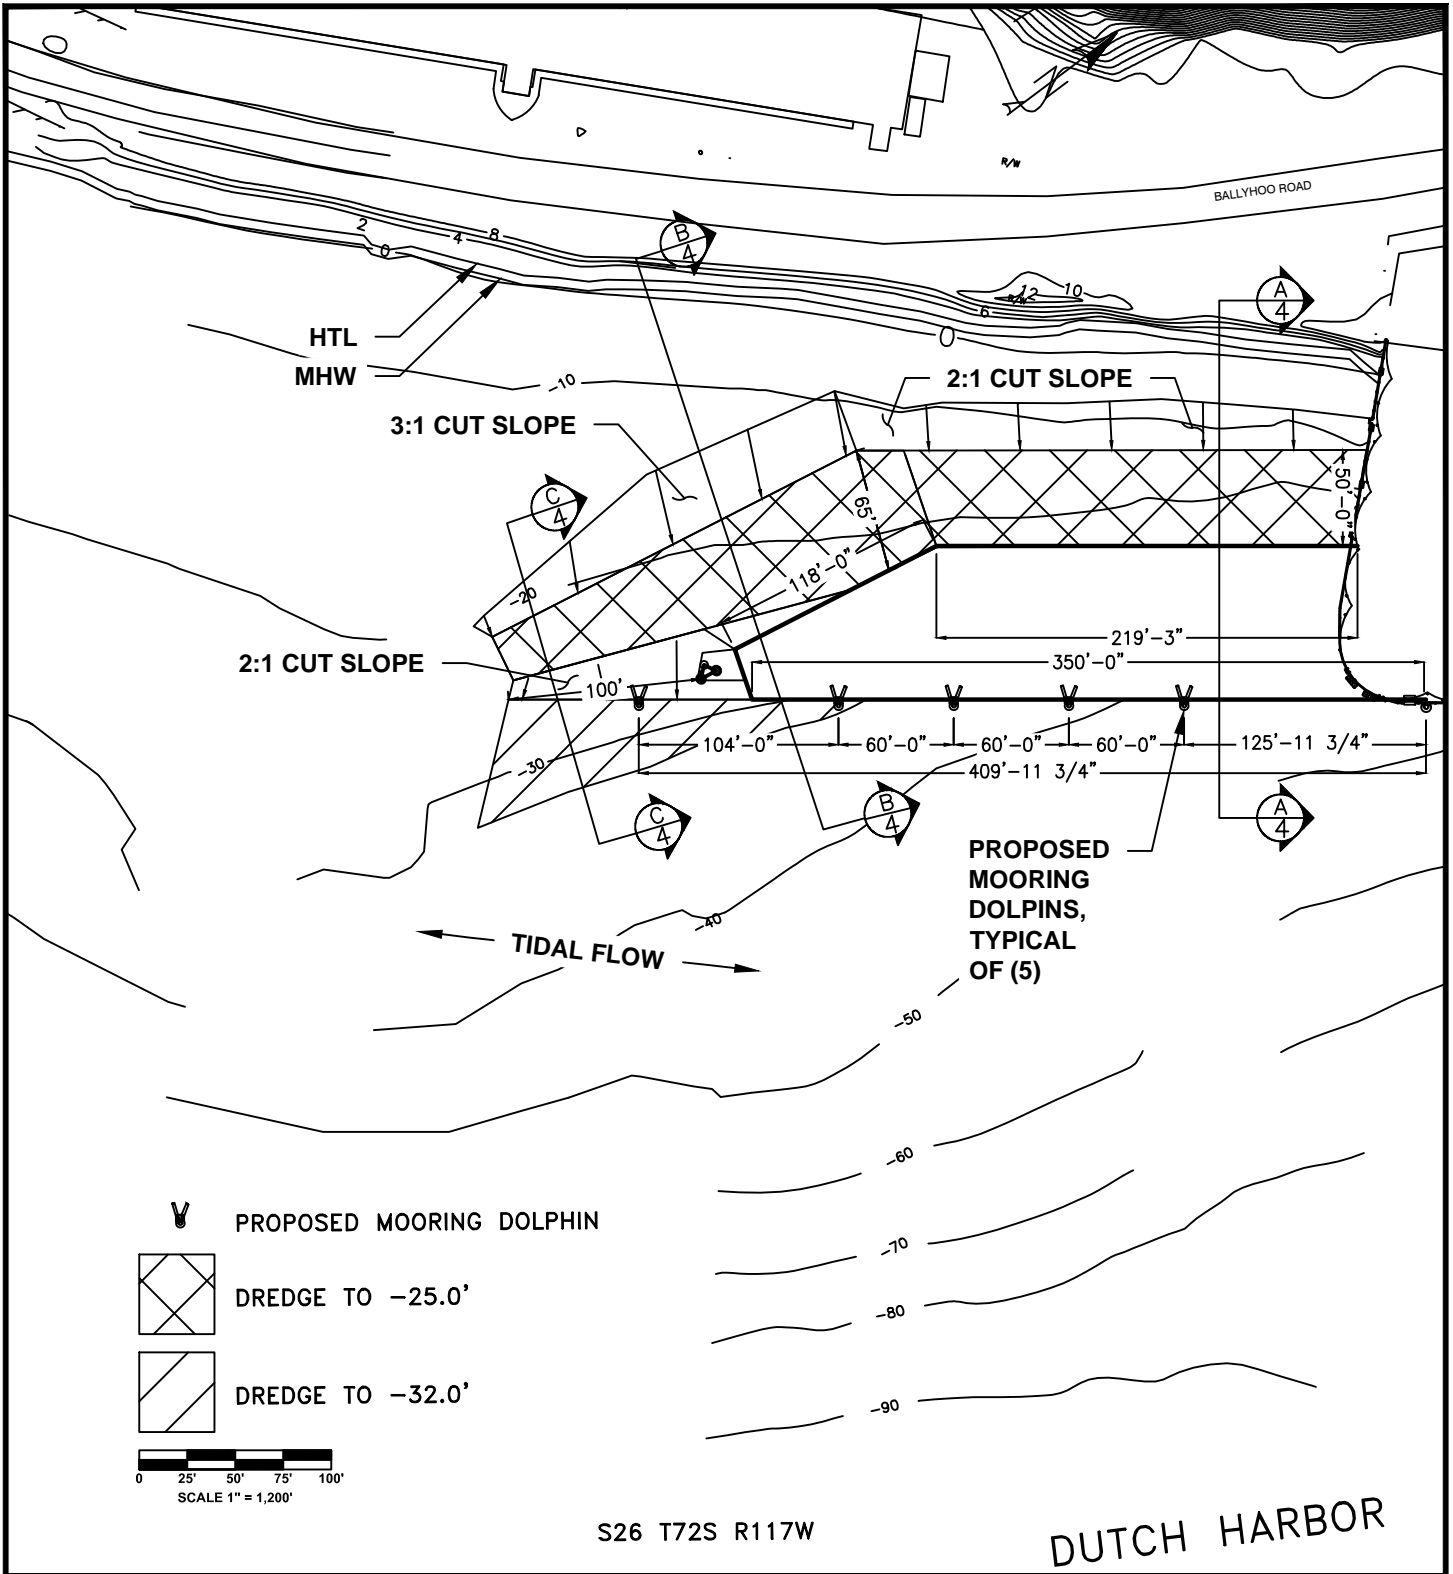 R/W
BALLYHOO ROAD
2
0
4
8
B
4
12
10
R/W
6
0
A
4
HTL
MHW
-10
2:1 CUT SLOPE
3:1 CUT SLOPE
C
4
65'
50'-0"
118'-0"
-20
219'-3"
350'-0"
2:1 CUT SLOPE
100'
104'-0"
60'-0"
60'-0"
60'-0"
125'-11 3/4"
409'-11 3/4"
-30
C
4
B
4
A
4
PROPOSED
MOORING
DOLPINS,
TYPICAL
OF (5)
-40
TIDAL FLOW
-50
-60
-70
-80
-90
PROPOSED MOORING DOLPHIN
DREDGE TO -25.0'
DREDGE TO -32.0'
0 25' 50' 75' 100'
SCALE 1" = 1,200'
S26 T72S R117W
DUTCH HARBOR